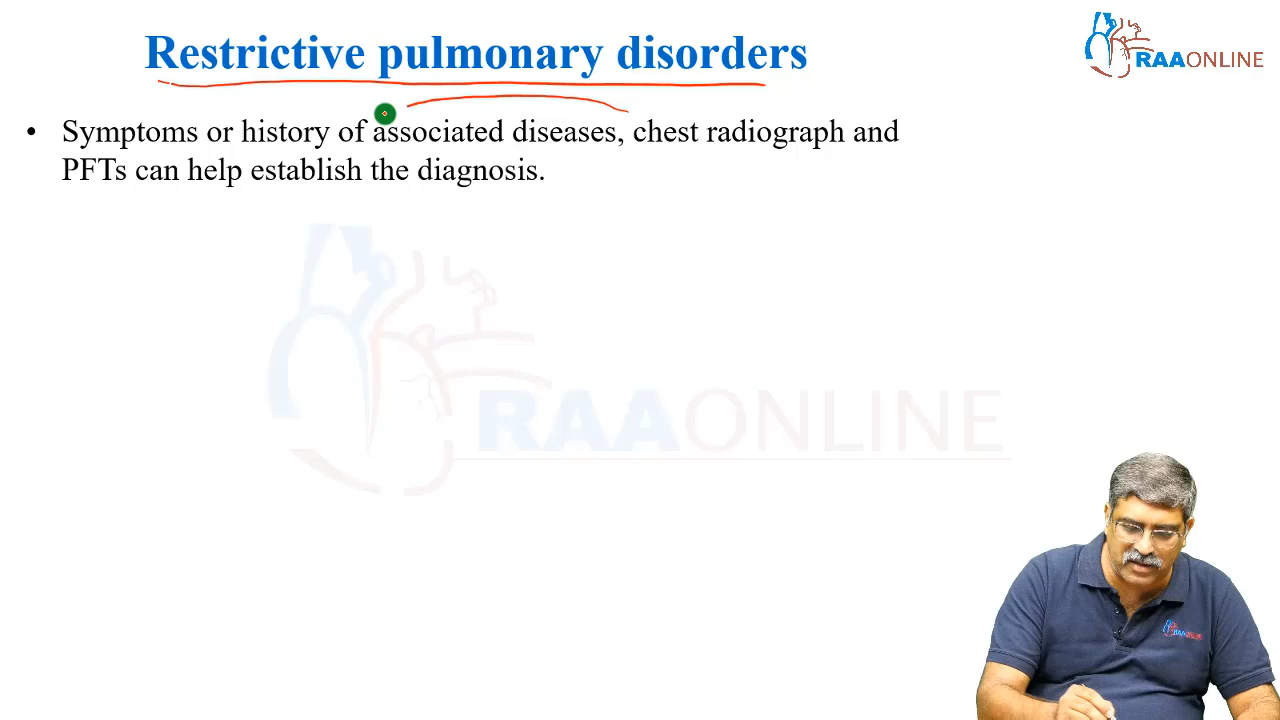 Restrictive pulmonary disorders
RAAONLINE
• Symptoms or history of associated diseases, chest radiograph and
PFTs can help establish the diagnosis.
RAAONLINE
RAAONLINE